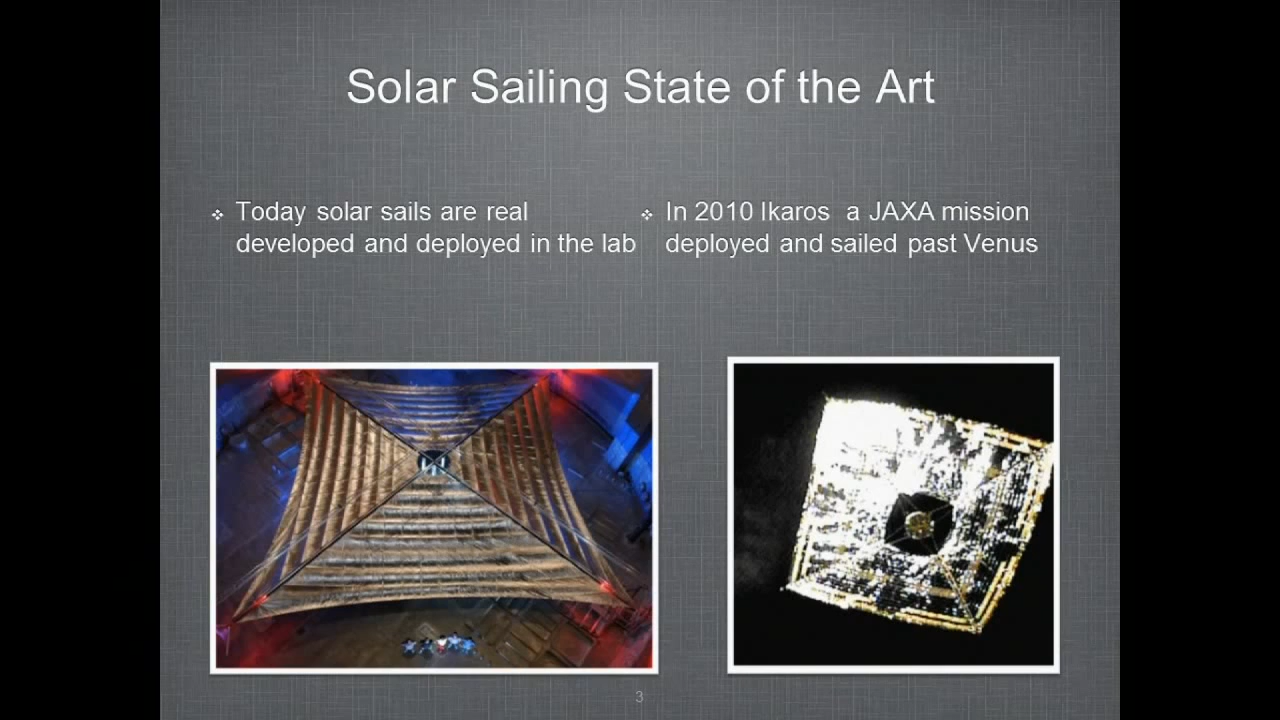 Solar Sailing State of the Art
Today solar sails are real
developed and deployed in the lab
In 2010 Ikaros a JAXA mission
deployed and sailed past Venus
3